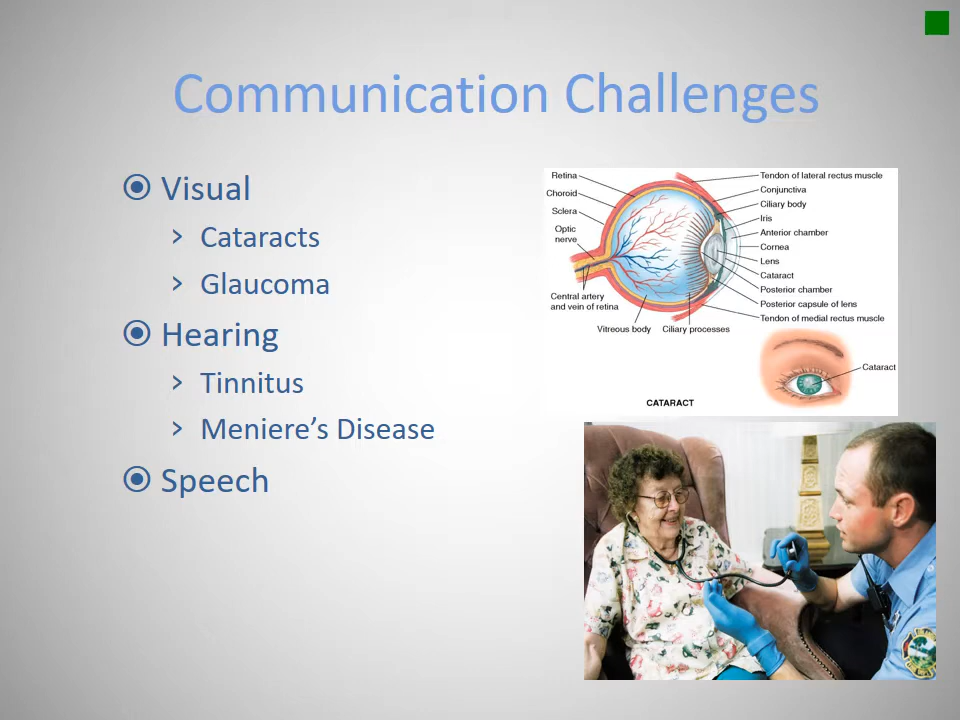 Communication Challenges
Visual
Cataracts
Glaucoma
Hearing
Tinnitus
Meniere's Disease
Speech
Retina
Choroid
Sclera
Optic
nerve
Central artery
and vein of retina
Vitreous body
Ciliary processes
Tendon of lateral rectus muscle
Conjunctiva
Ciliary body
Iris
Anterior chamber
Cornea
Lens
Cataract
Posterior chamber
Posterior capsule of lens
Tendon of medial rectus muscle
Cataract
CATARACT